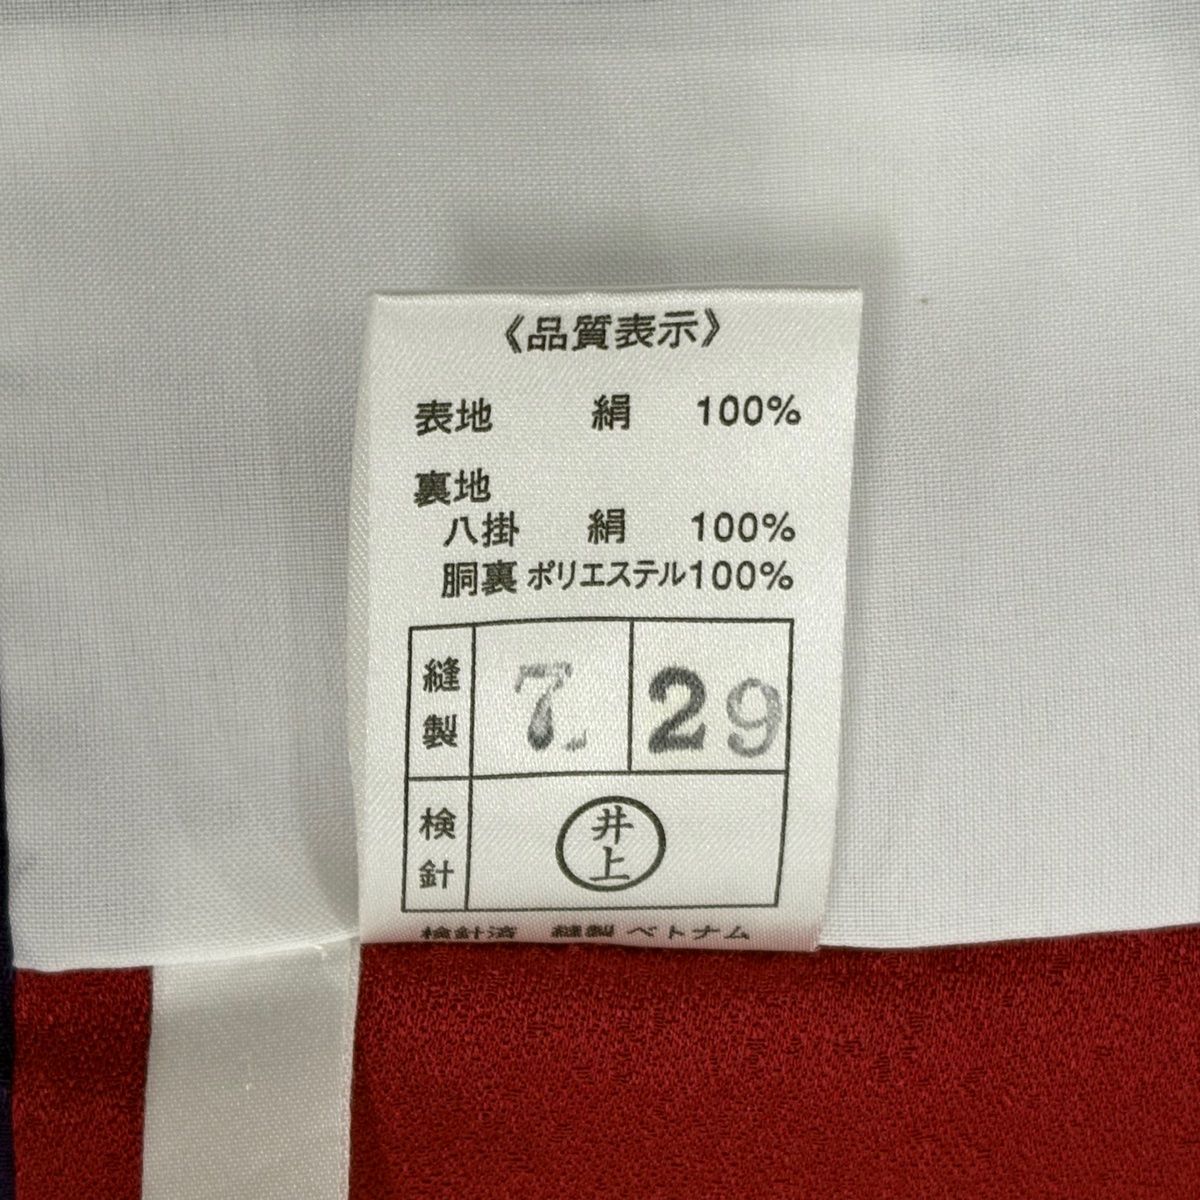 《品質表示》
表地 絹 100%
裏地
八掛 絹 100%
胴裏 ポリエステル100%
縫製 7 29
検針 井上
検針済 縫製 ベトナム